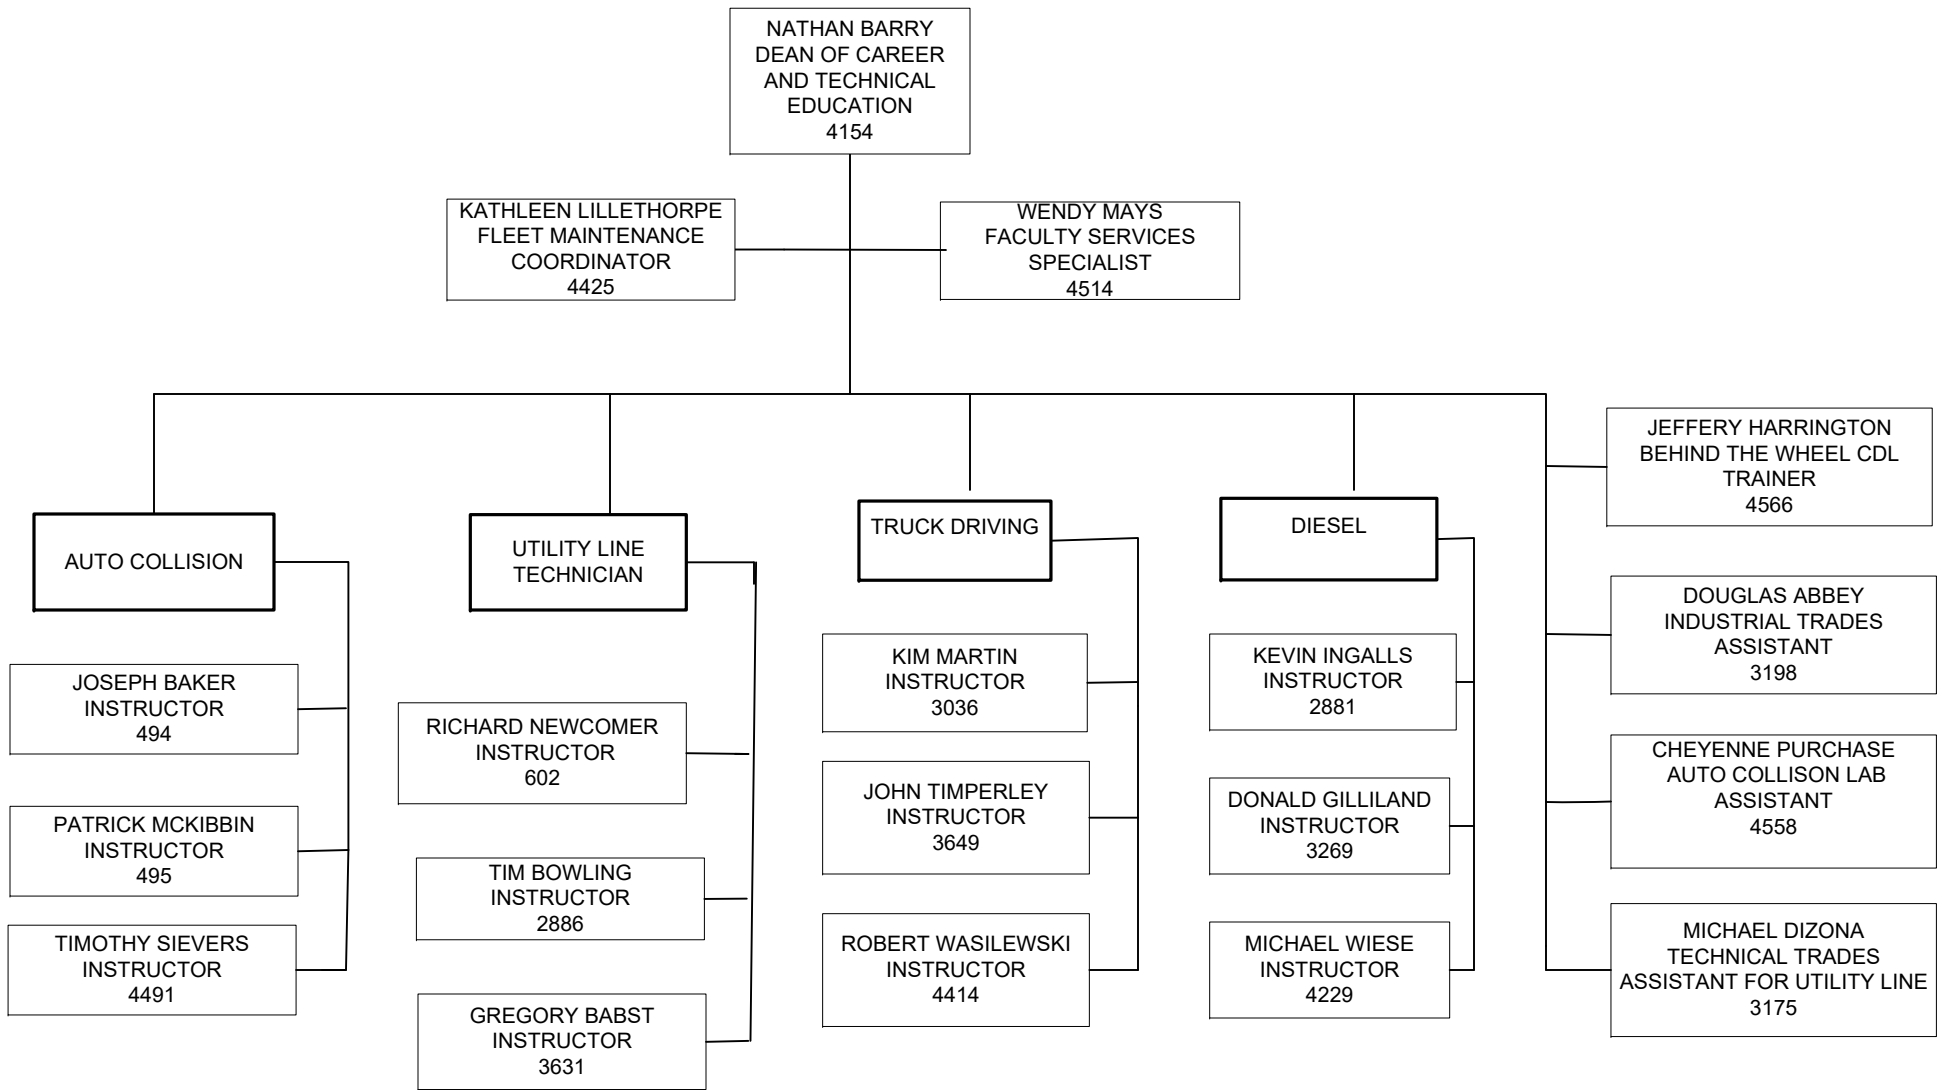 NATHAN BARRY
DEAN OF CAREER
AND TECHNICAL
EDUCATION
4154
KATHLEEN LILLETHORPE
FLEET MAINTENANCE
COORDINATOR
4425
WENDY MAYS
FACULTY SERVICES
SPECIALIST
4514
AUTO COLLISION
JOSEPH BAKER
INSTRUCTOR
494
PATRICK MCKIBBIN
INSTRUCTOR
495
TIMOTHY SIEVERS
INSTRUCTOR
4491
UTILITY LINE
TECHNICIAN
RICHARD NEWCOMER
INSTRUCTOR
602
TIM BOWLING
INSTRUCTOR
2886
GREGORY BABST
INSTRUCTOR
3631
TRUCK DRIVING
KIM MARTIN
INSTRUCTOR
3036
JOHN TIMPERLEY
INSTRUCTOR
3649
ROBERT WASILEWSKI
INSTRUCTOR
4414
DIESEL
KEVIN INGALLS
INSTRUCTOR
2881
DONALD GILLILAND
INSTRUCTOR
3269
MICHAEL WIESE
INSTRUCTOR
4229
JEFFERY HARRINGTON
BEHIND THE WHEEL CDL
TRAINER
4566
DOUGLAS ABBEY
INDUSTRIAL TRADES
ASSISTANT
3198
CHEYENNE PURCHASE
AUTO COLLISON LAB
ASSISTANT
4558
MICHAEL DIZONA
TECHNICAL TRADES
ASSISTANT FOR UTILITY LINE
3175